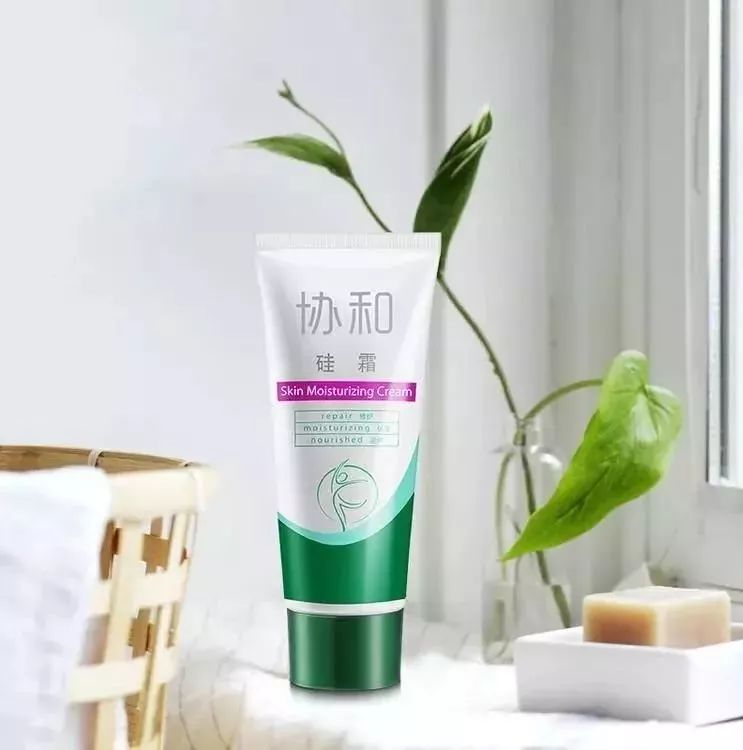 协和
硅霜
Skin Moisturizing Cream
repair
moisturizing
nourished